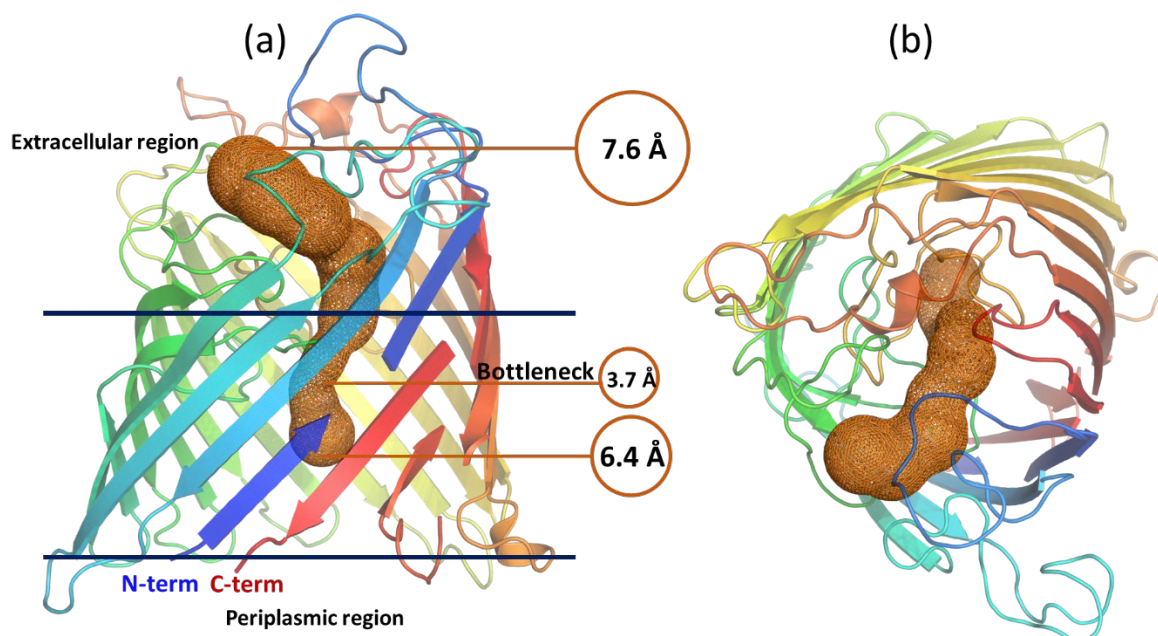 (a)
(b)
Extracellular region
7.6 Å
Bottleneck
3.7 Å
6.4 Å
N-term C-term
Periplasmic region